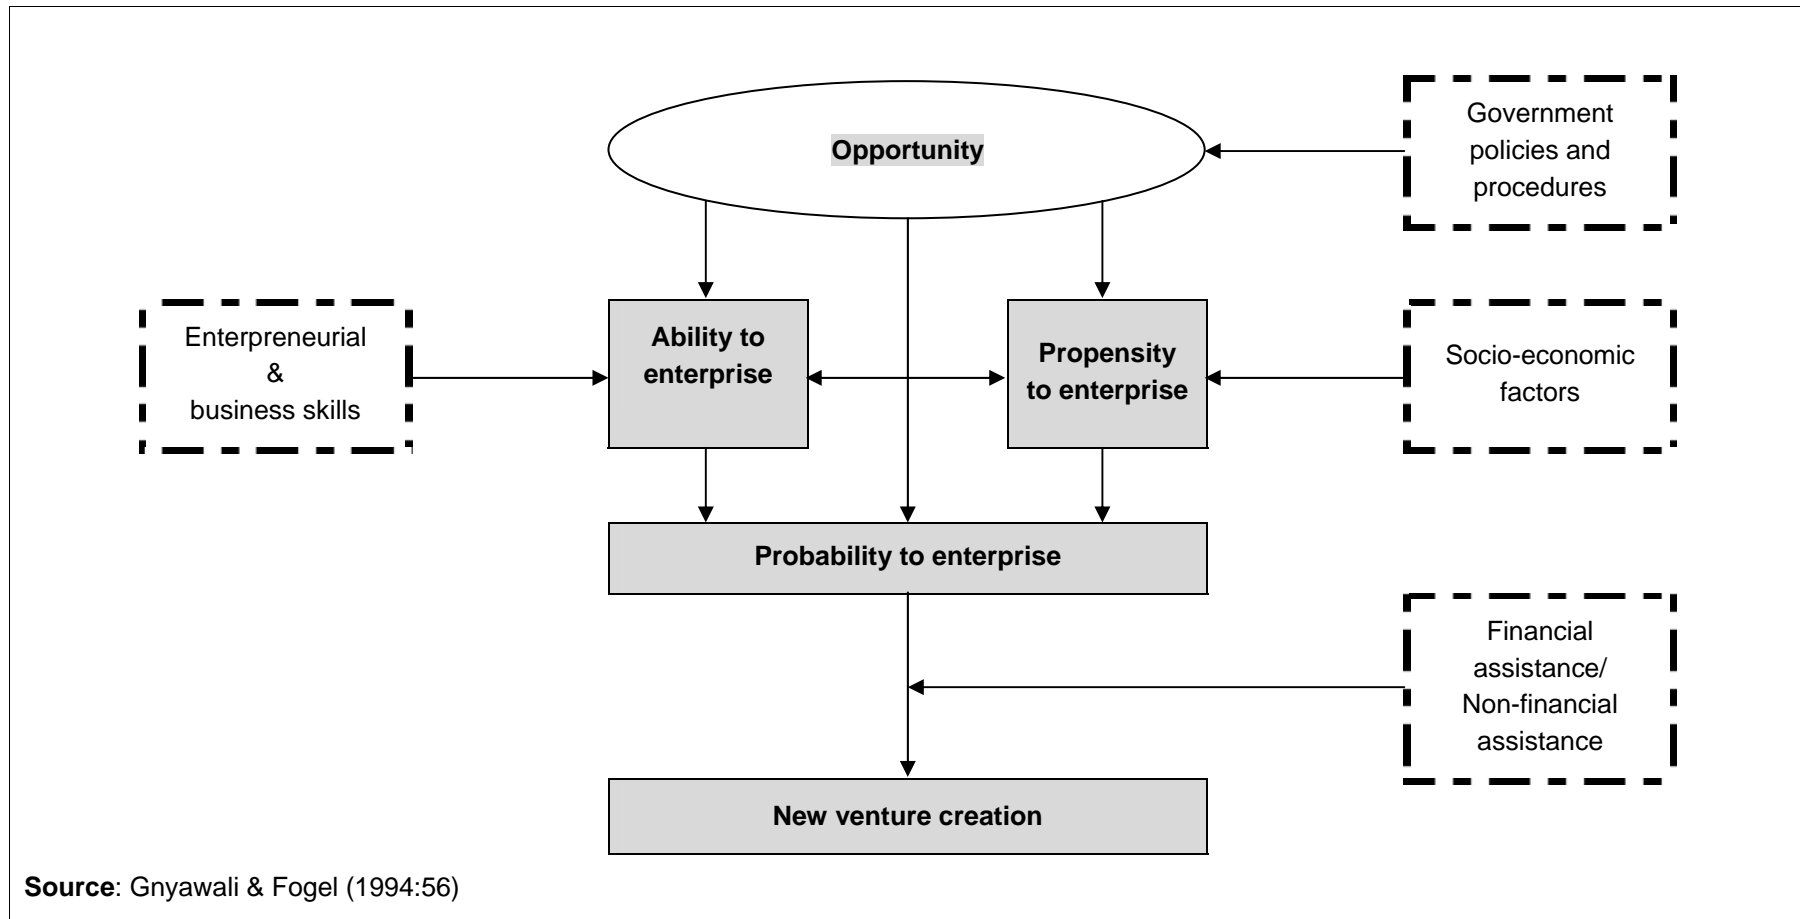 Opportunity
Government
policies and
procedures
Enterpreneurial
&
business skills
Ability to
enterprise
Propensity
to enterprise
Socio-economic
factors
Probability to enterprise
Financial
assistance/
Non-financial
assistance
New venture creation
Source: Gnyawali & Fogel (1994:56)